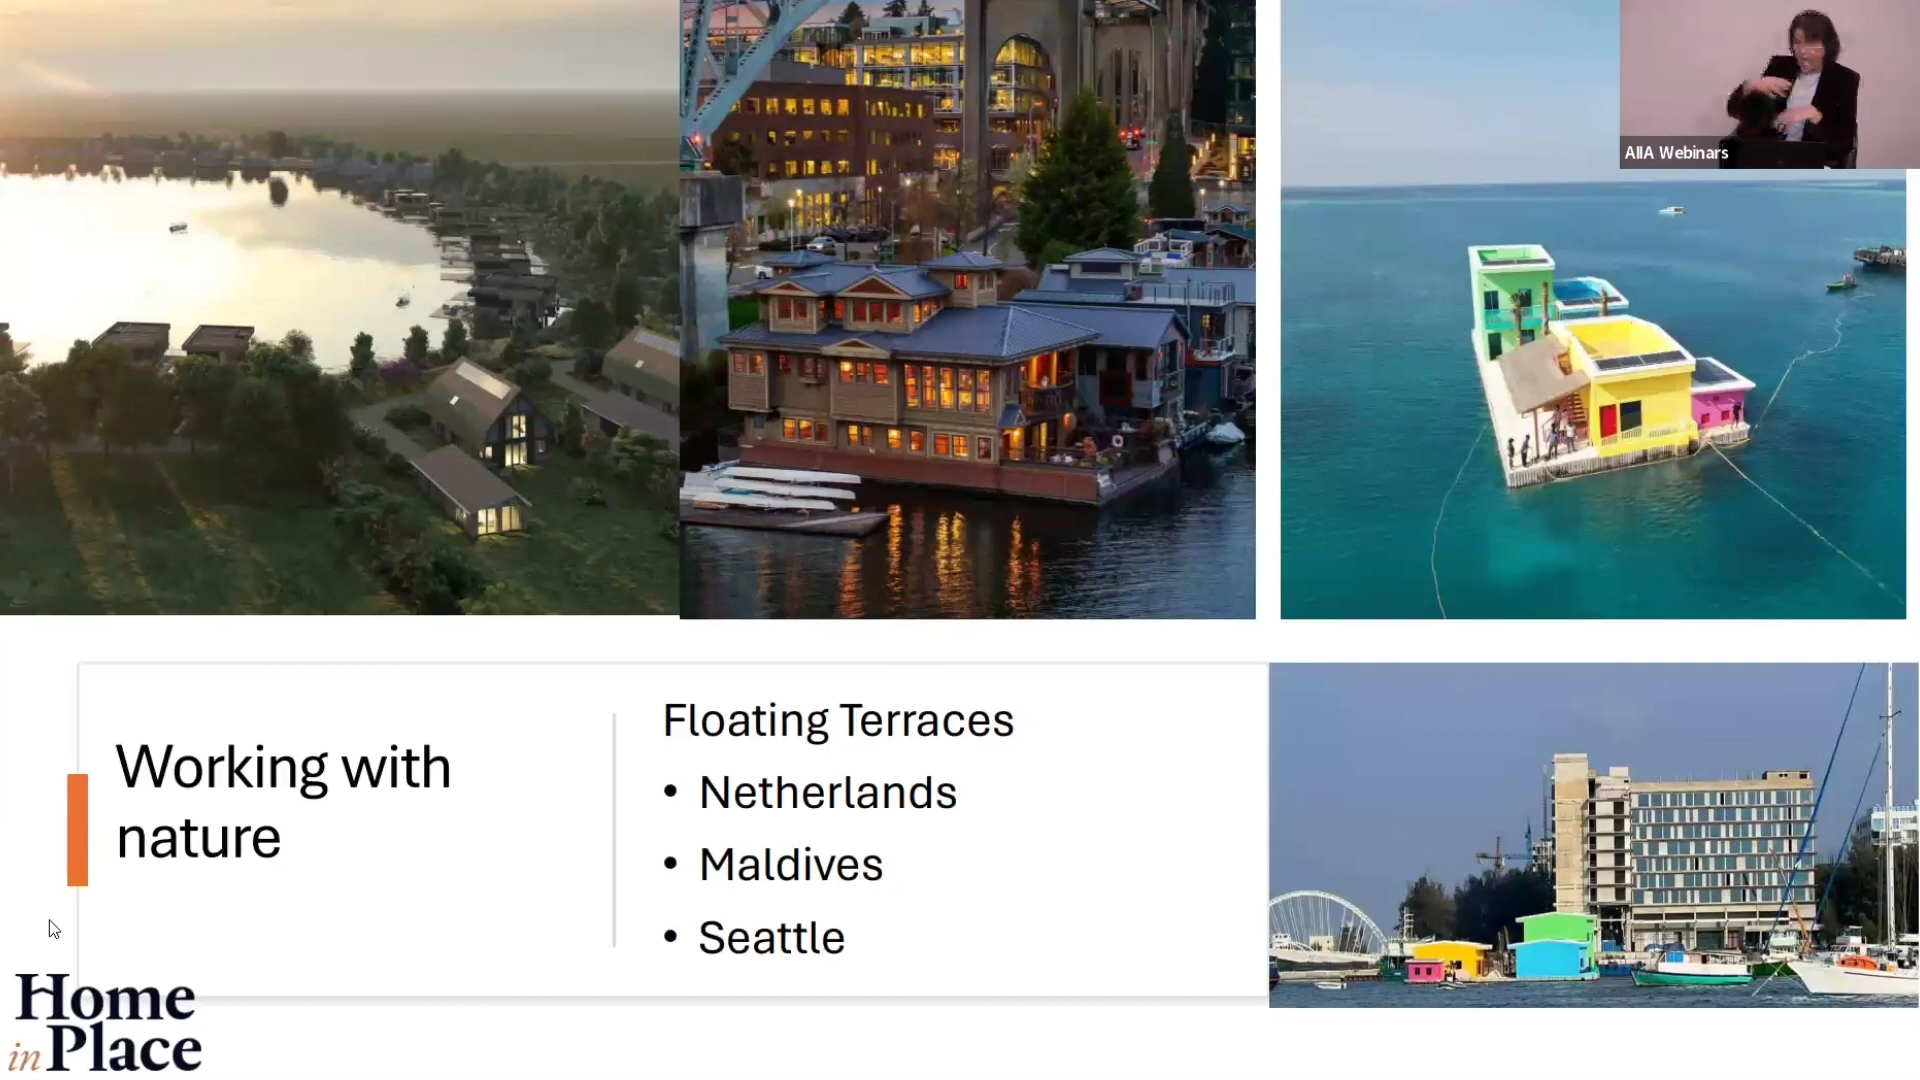 AIIA Webinars
Working with
nature
Floating Terraces
• Netherlands
• Maldives
• Seattle
Home
in Place